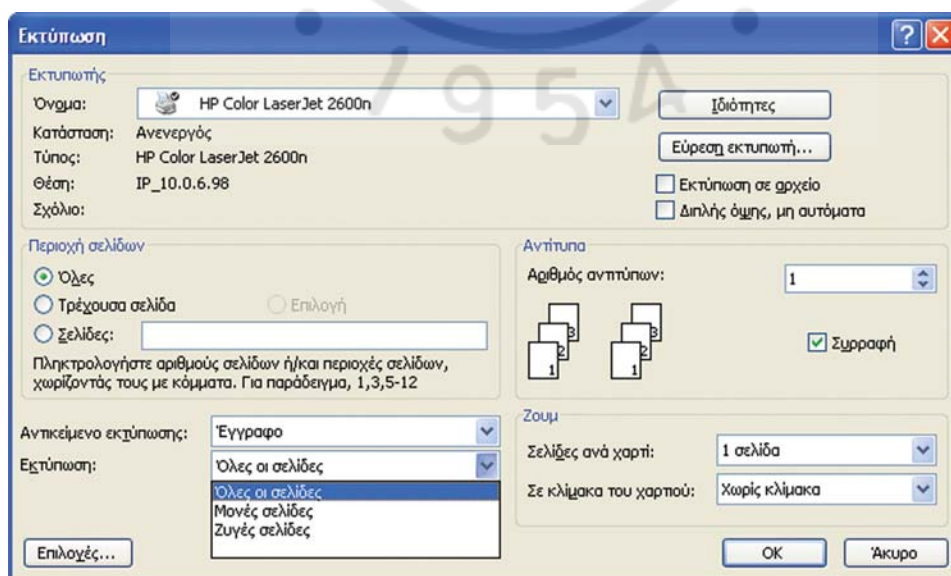 Εκτύπωση
Εκτυπωτής
Όνομα: HP Color LaserJet 2600n Ιδιότητες
Κατάσταση: Ανενεργός
Τύπος: HP Color LaserJet 2600n Εύρεση εκτυπωτή...
Θέση: IP_10.0.6.98 Εκτύπωση σε αρχείο
Σχόλιο: Διπλής όψης, μη αυτόματα
Περιοχή σελίδων
Όλες
Τρέχουσα σελίδα Επιλογή
Σελίδες:
Πληκτρολογήστε αριθμούς σελίδων ή/και περιοχές σελίδων,
χωρίζοντάς τους με κόμματα. Για παράδειγμα, 1,3,5-12
Αντίτυπα
Αριθμός αντιτύπων: 1
3 3
2 2
1 1
Συρραφή
Αντικείμενο εκτύπωσης: Έγγραφο
Εκτύπωση: Όλες οι σελίδες
Όλες οι σελίδες
Μονές σελίδες
Ζυγές σελίδες
Ζουμ
Σελίδες ανά χαρτί: 1 σελίδα
Σε κλίμακα του χαρτιού: Χωρίς κλίμακα
Επιλογές... OK Άκυρο
1954